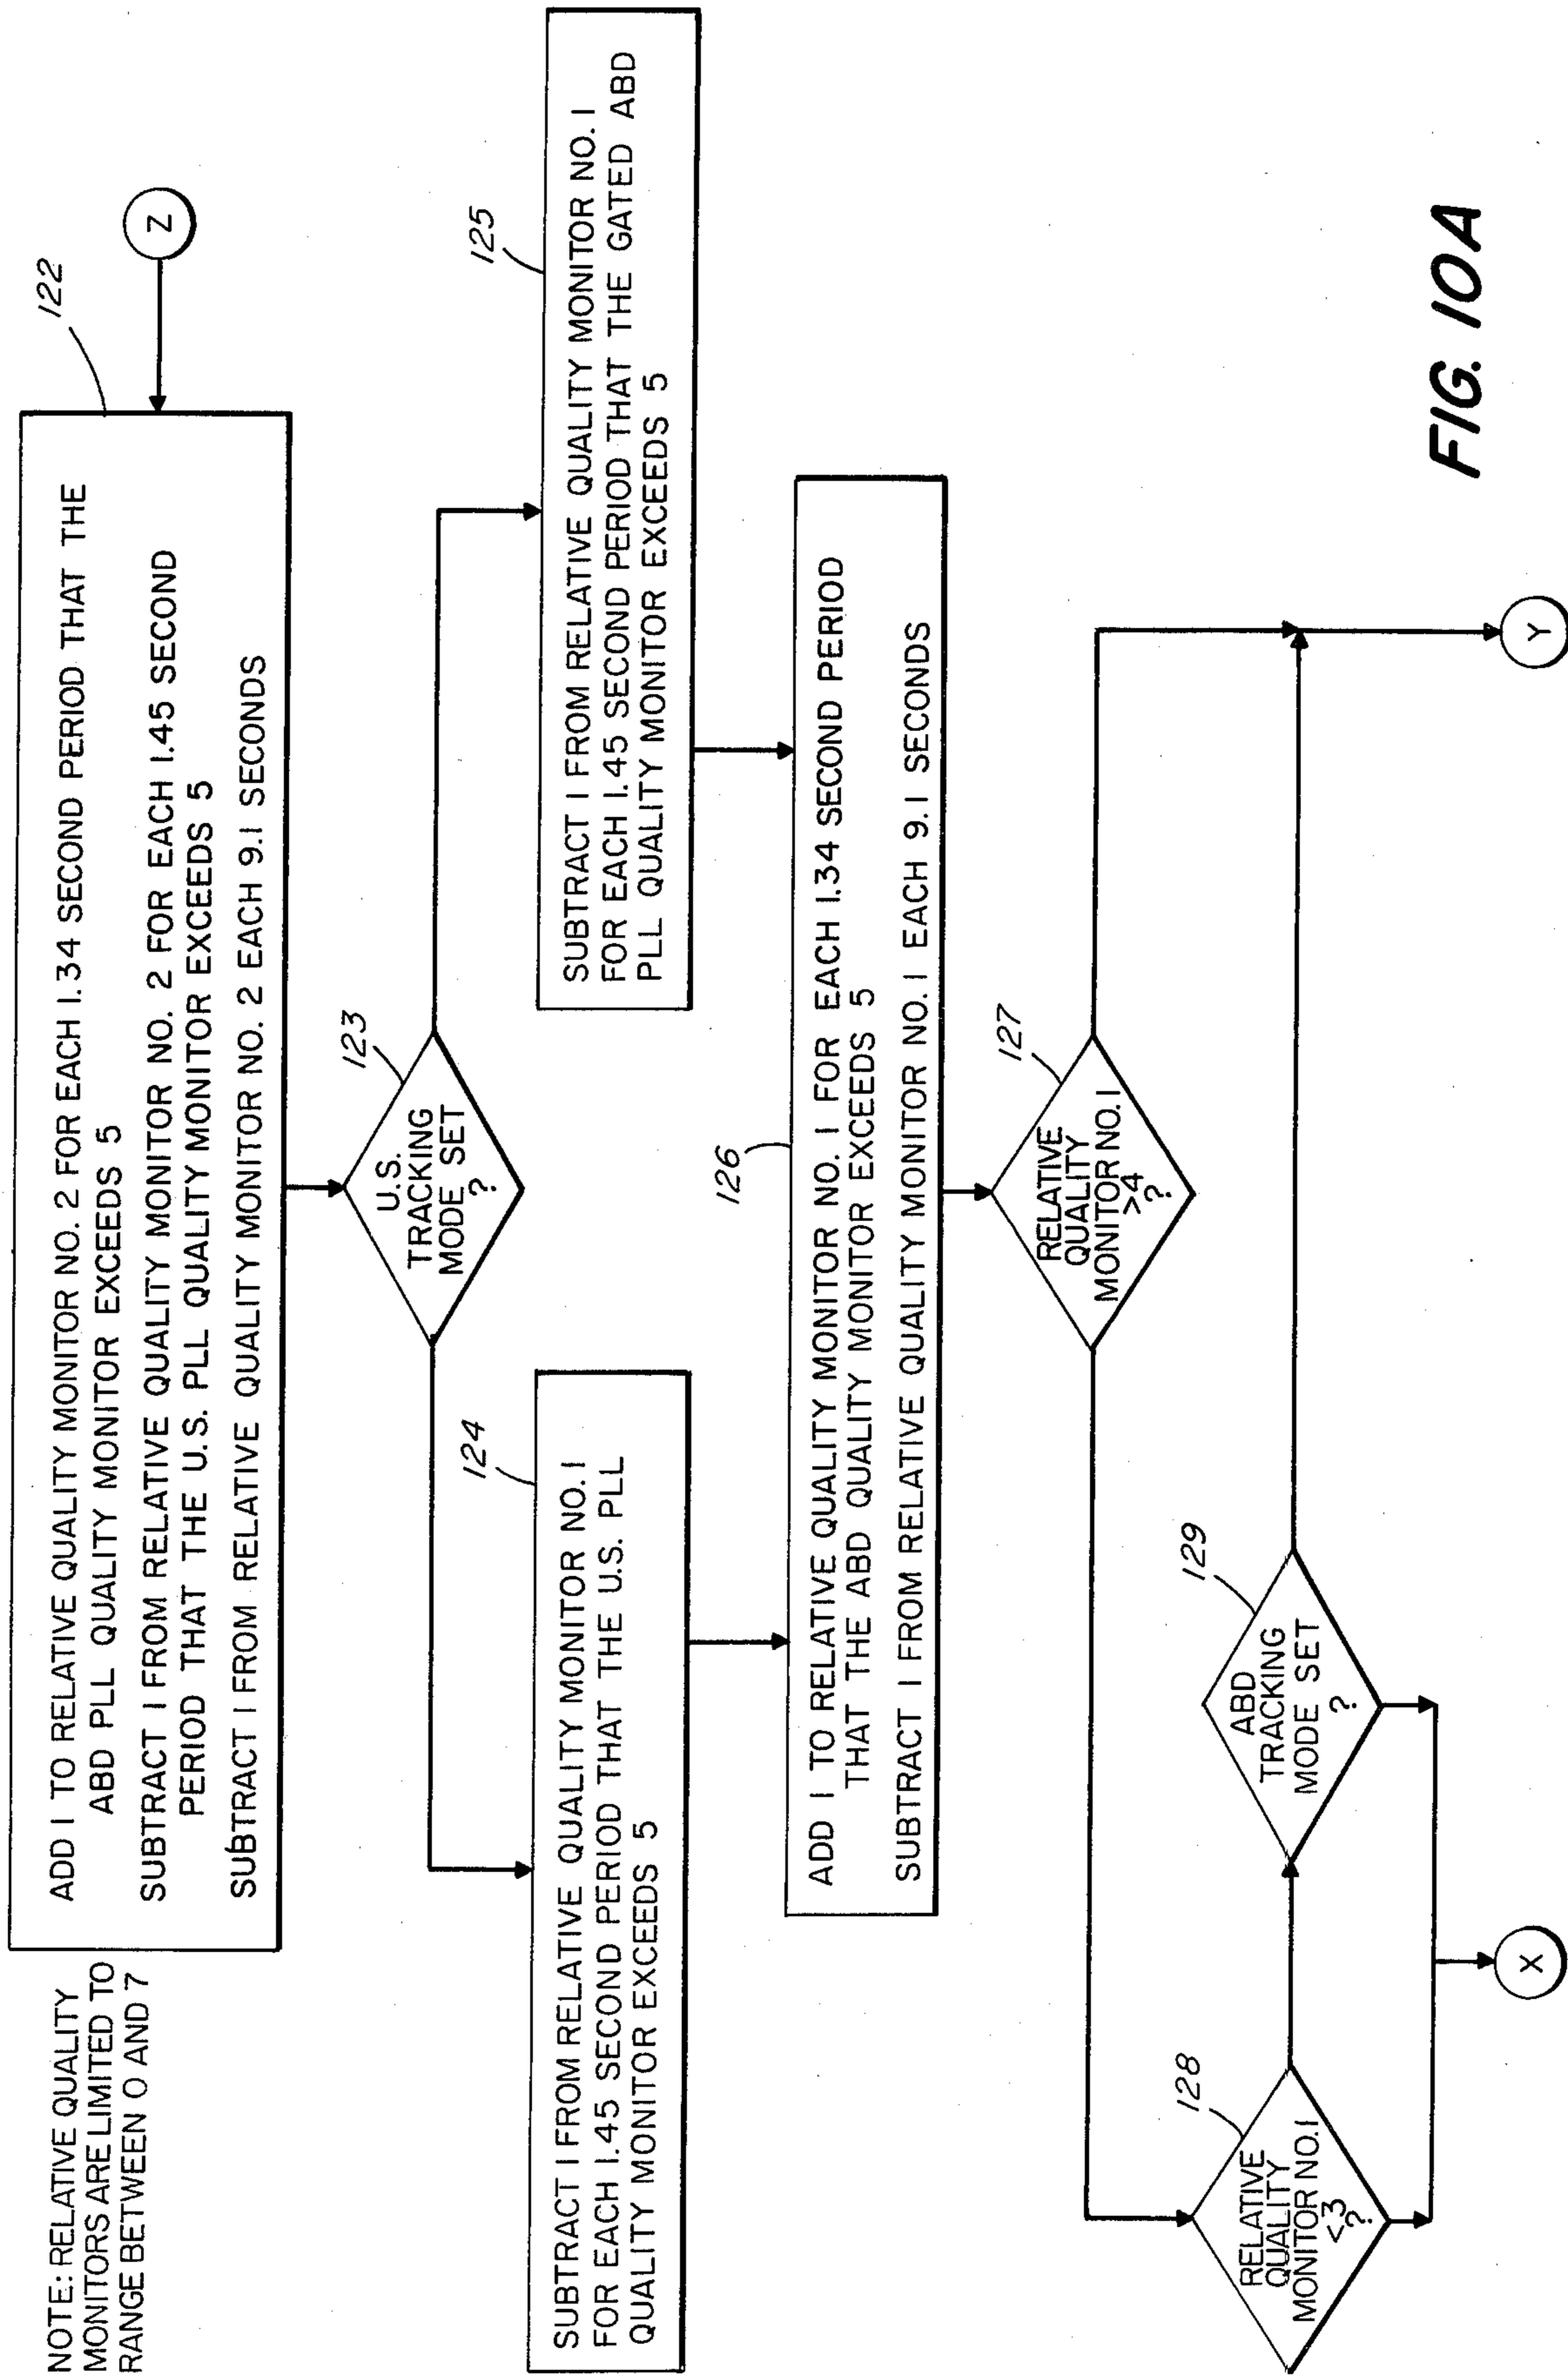 NOTE: RELATIVE QUALITY
MONITORS ARE LIMITED TO
RANGE BETWEEN 0 AND 7
122
ADD 1 TO RELATIVE QUALITY MONITOR NO. 2 FOR EACH 1.34 SECOND PERIOD THAT THE
ABD PLL QUALITY MONITOR EXCEEDS 5
SUBTRACT 1 FROM RELATIVE QUALITY MONITOR NO. 2 FOR EACH 1.45 SECOND
PERIOD THAT THE U.S. PLL QUALITY MONITOR EXCEEDS 5
SUBTRACT 1 FROM RELATIVE QUALITY MONITOR NO. 2 EACH 9.1 SECONDS
Z
123
U.S.
TRACKING
MODE SET
?
124
SUBTRACT 1 FROM RELATIVE QUALITY MONITOR NO. 1
FOR EACH 1.45 SECOND PERIOD THAT THE U.S. PLL
QUALITY MONITOR EXCEEDS 5
125
SUBTRACT 1 FROM RELATIVE QUALITY MONITOR NO. 1
FOR EACH 1.45 SECOND PERIOD THAT THE GATED ABD
PLL QUALITY MONITOR EXCEEDS 5
126
ADD 1 TO RELATIVE QUALITY MONITOR NO. 1 FOR EACH 1.34 SECOND PERIOD
THAT THE ABD QUALITY MONITOR EXCEEDS 5
SUBTRACT 1 FROM RELATIVE QUALITY MONITOR NO. 1 EACH 9.1 SECONDS
127
RELATIVE
QUALITY
MONITOR NO. 1
>4
?
128
RELATIVE
QUALITY
MONITOR NO. 1
<3
?
129
ABD
TRACKING
MODE SET
?
X
Y
FIG. 10A